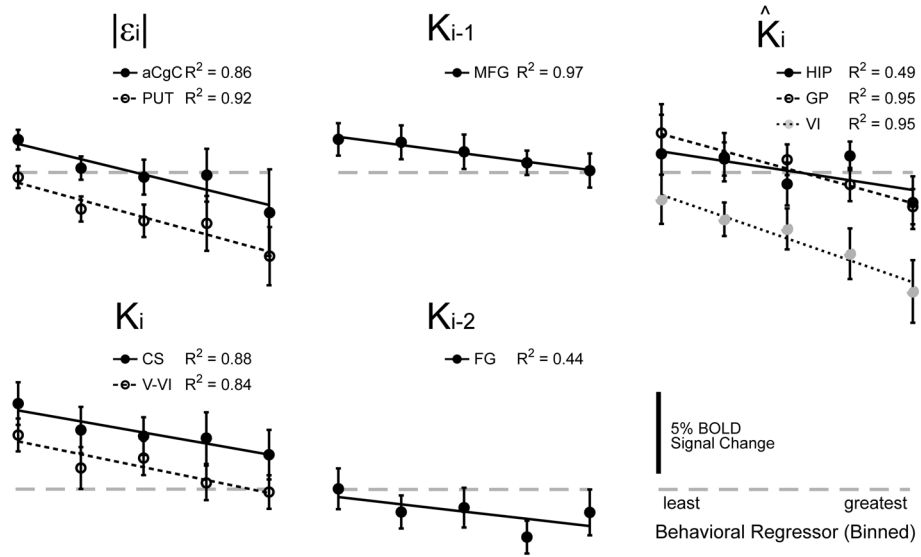 |εi|
aCgC R² = 0.86
PUT R² = 0.92
Ki-1
MFG R² = 0.97
K̂i
HIP R² = 0.49
GP R² = 0.95
VI R² = 0.95
Ki
CS R² = 0.88
V-VI R² = 0.84
Ki-2
FG R² = 0.44
5% BOLD
Signal Change
least greatest
Behavioral Regressor (Binned)